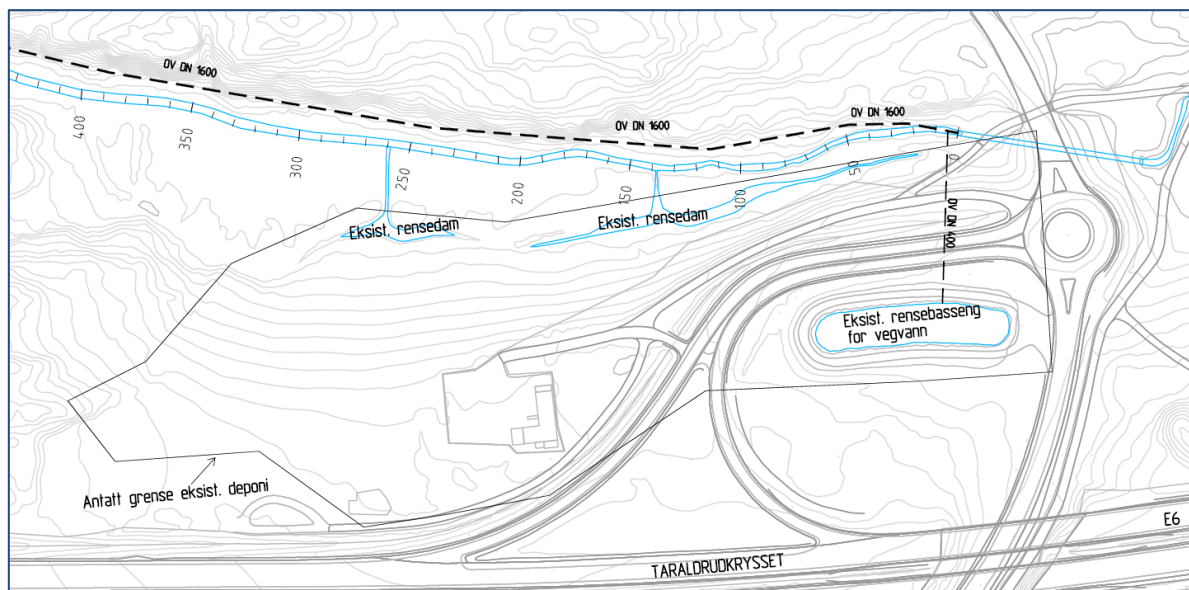 OV DN 1600
400
350
300
250
200
150
100
50
0
OV DN 1600
OV DN 1600
OV DN 400
Eksist. rensedam
Eksist. rensedam
Eksist. rensebasseng
for vegvann
Antatt grense eksist. deponi
TARALDRUDKRYSSET
E6